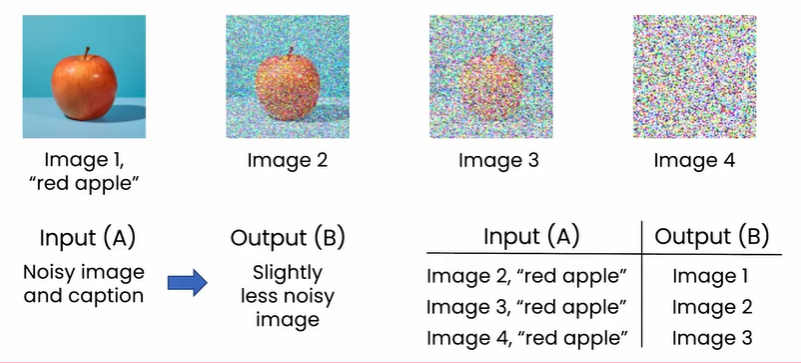 Image 1,
“red apple”
Image 2
Image 3
Image 4
Input (A)
Noisy image
and caption
Output (B)
Slightly
less noisy
image
Input (A) Output (B)
Image 2, “red apple” Image 1
Image 3, “red apple” Image 2
Image 4, “red apple” Image 3